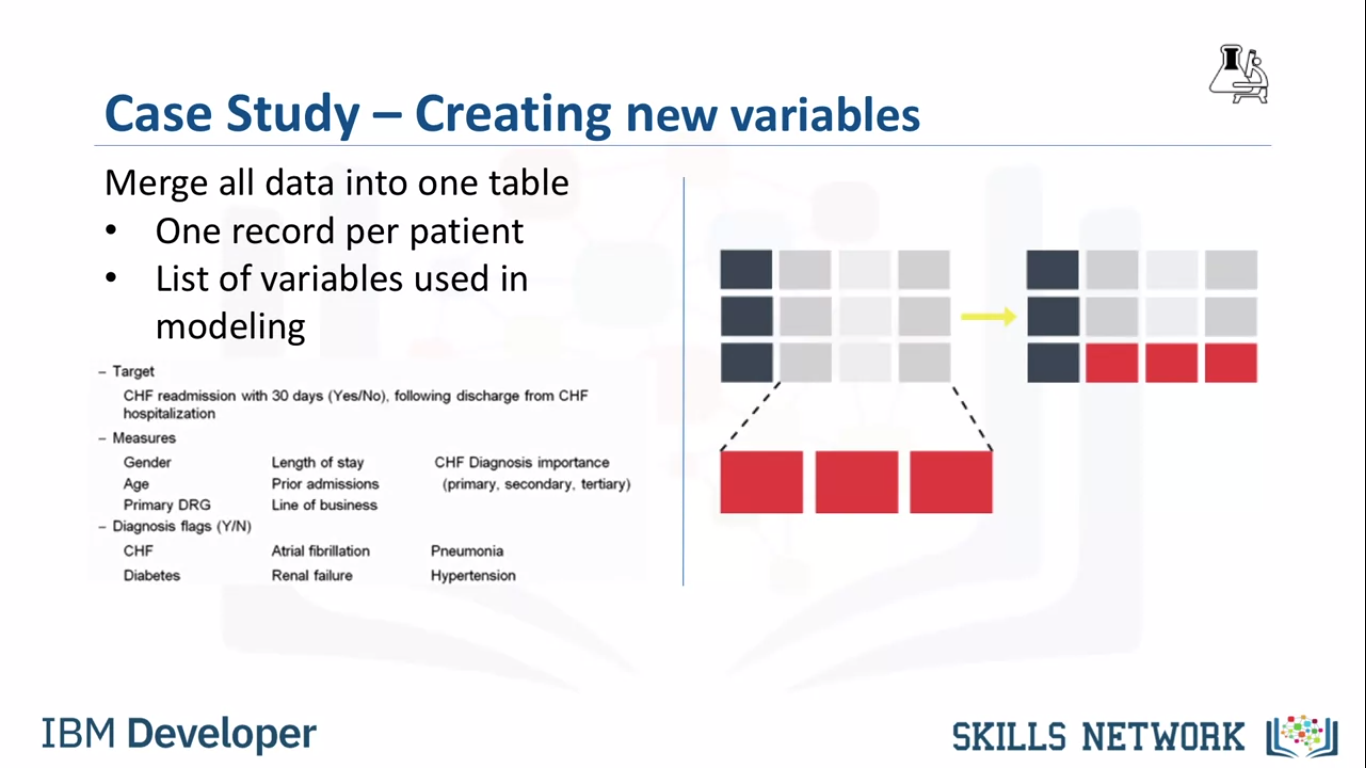 Case Study – Creating new variables
Merge all data into one table
• One record per patient
• List of variables used in
modeling
– Target
CHF readmission with 30 days (Yes/No), following discharge from CHF
hospitalization
– Measures
Gender Length of stay CHF Diagnosis importance
Age Prior admissions (primary, secondary, tertiary)
Primary DRG Line of business
– Diagnosis flags (Y/N)
CHF Atrial fibrillation Pneumonia
Diabetes Renal failure Hypertension
IBM Developer
SKILLS NETWORK